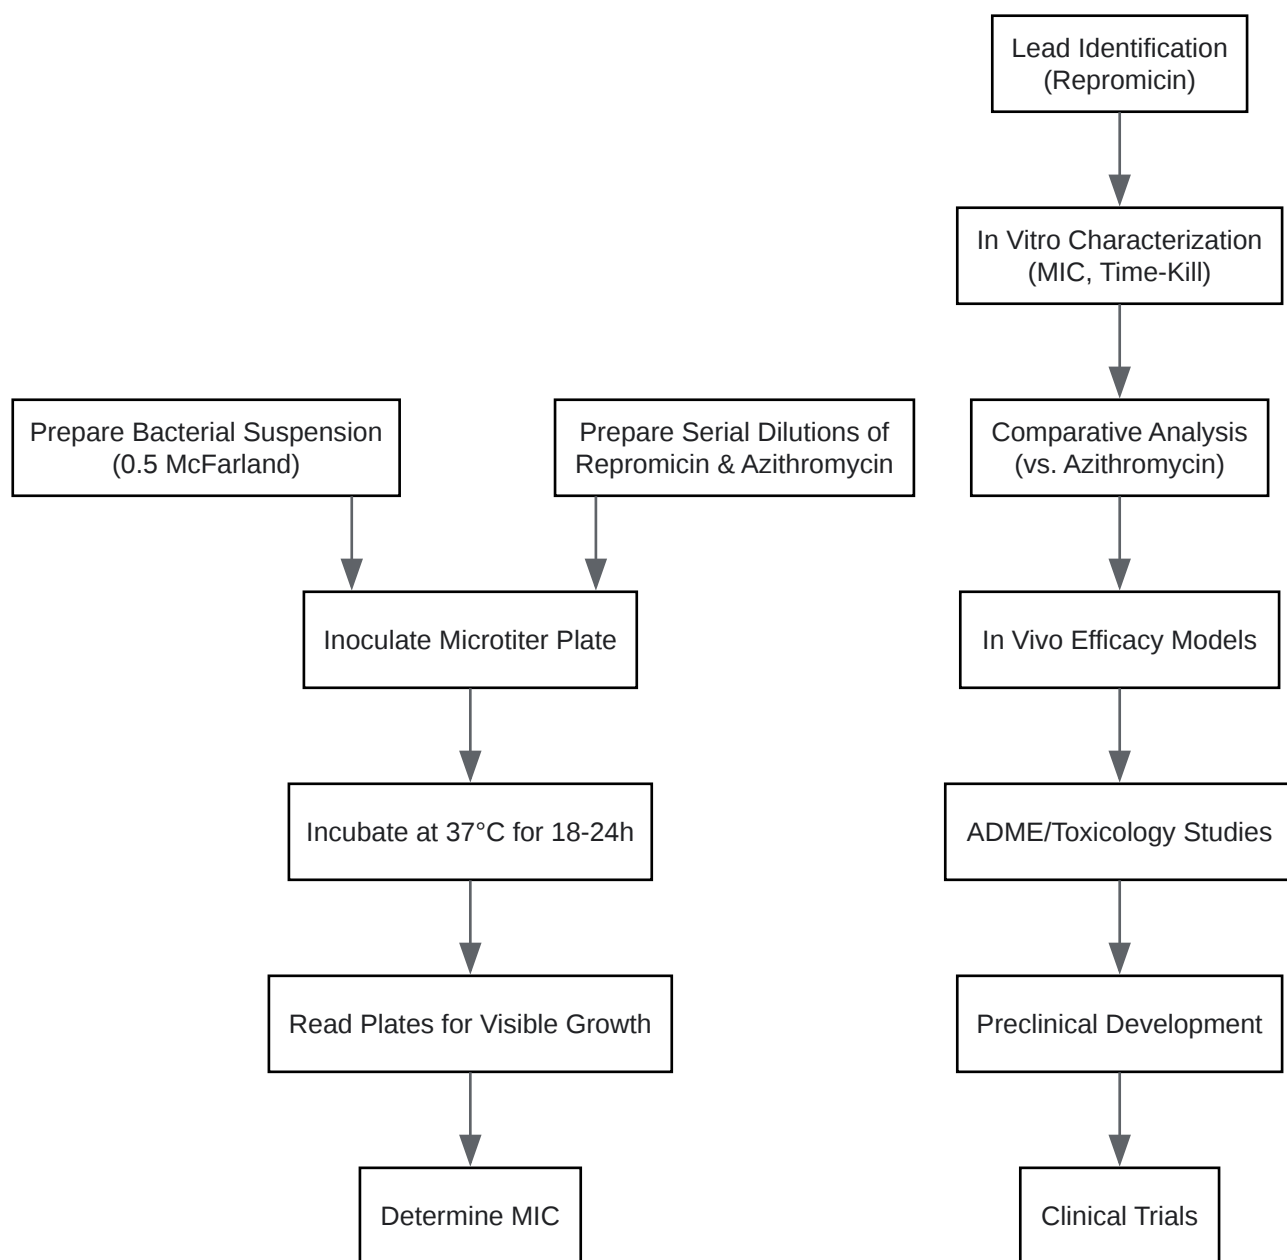 Lead Identification
(Repromicin)
In Vitro Characterization
(MIC, Time-Kill)
Prepare Bacterial Suspension
(0.5 McFarland)
Prepare Serial Dilutions of
Repromicin & Azithromycin
Comparative Analysis
(vs. Azithromycin)
Inoculate Microtiter Plate
In Vivo Efficacy Models
Incubate at 37°C for 18-24h
ADME/Toxicology Studies
Read Plates for Visible Growth
Preclinical Development
Determine MIC
Clinical Trials